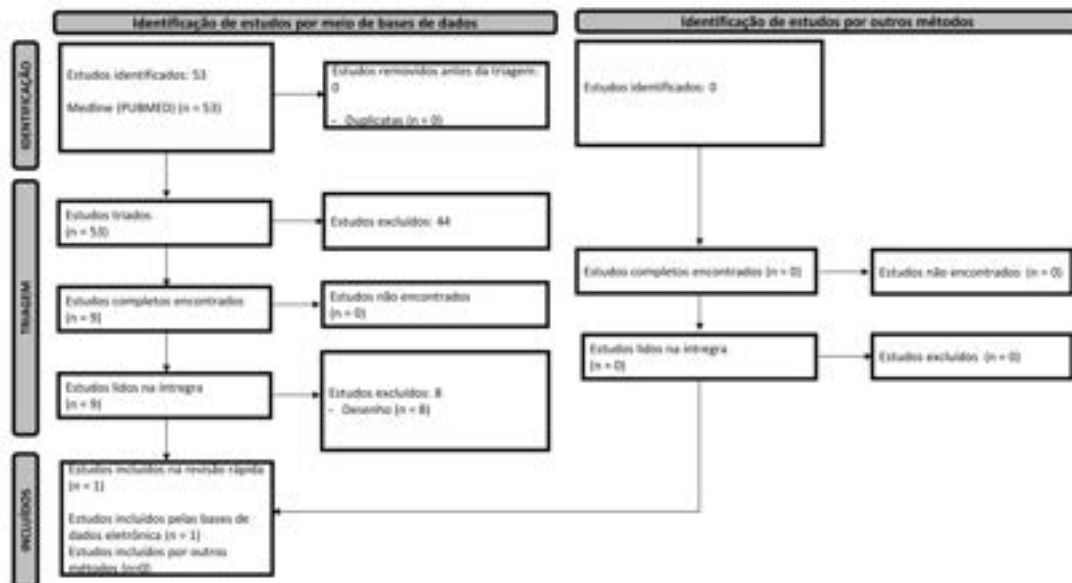 Identificação de estudos por meio de bases de dados
Identificação de estudos por outros métodos
IDENTIFICAÇÃO
Estudos identificados: 53
Medline (PUBMED) (n = 53)
Estudos removidos antes da triagem:
0
- Duplicatas (n = 0)
Estudos identificados: 0
TRIAGEM
Estudos triados
(n = 53)
Estudos excluídos: 44
Estudos completos encontrados
(n = 9)
Estudos não encontrados
(n = 0)
Estudos completos encontrados (n = 0)
Estudos não encontrados (n = 0)
Estudos lidos na íntegra
(n = 9)
Estudos excluídos: 8
- Desenho (n = 8)
Estudos lidos na íntegra
(n = 0)
Estudos excluídos (n = 0)
INCLUÍDOS
Estudos incluídos na revisão rápida
(n = 1)
Estudos incluídos pelas bases de
dados eletrônica (n = 1)
Estudos incluídos por outros
métodos (n=0)